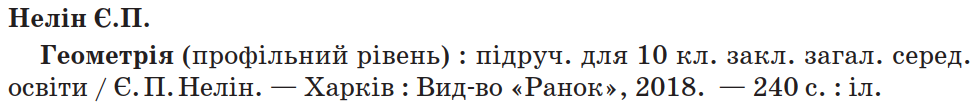 Нелін Є.П.
Геометрія (профільний рівень) : підруч. для 10 кл. закл. загал. серед.
освіти / Є. П. Нелін. — Харків : Вид-во «Ранок», 2018. — 240 с. : іл.